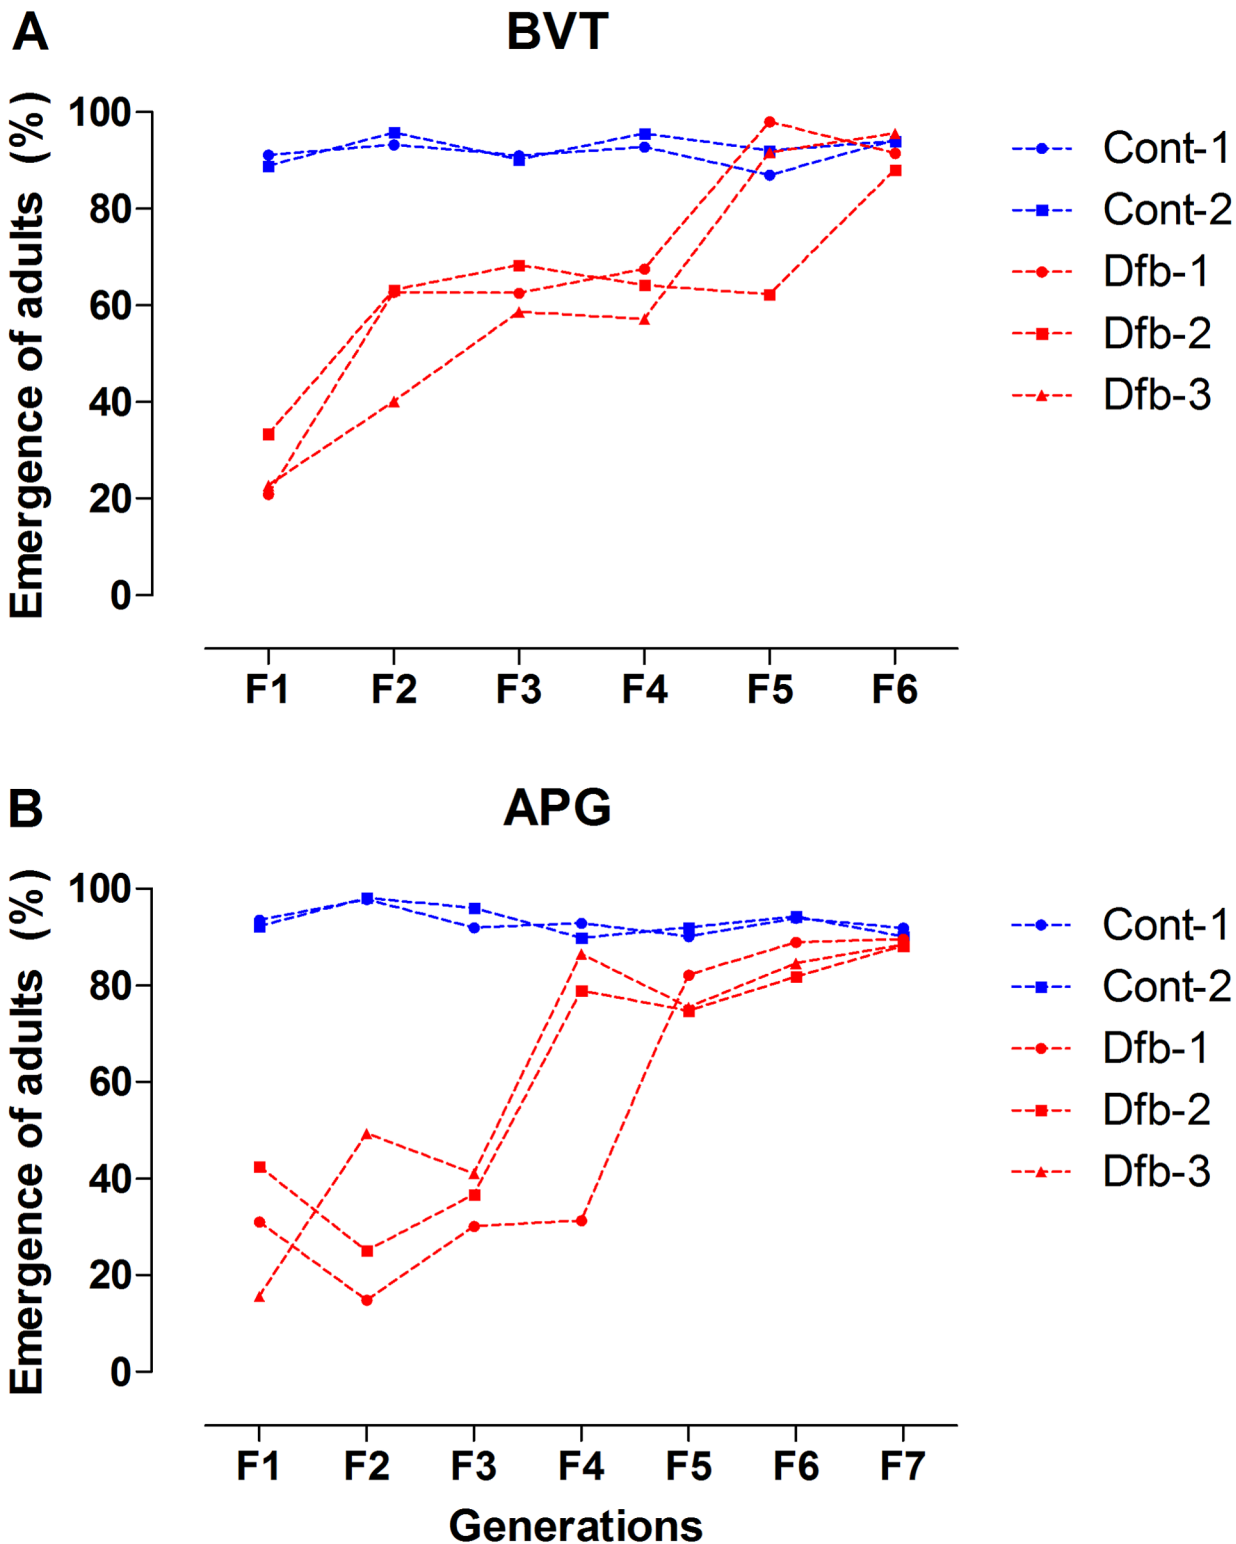 A
BVT
Emergence of adults (%)
100
80
60
40
20
0
F1 F2 F3 F4 F5 F6
Cont-1
Cont-2
Dfb-1
Dfb-2
Dfb-3
B
APG
Emergence of adults (%)
100
80
60
40
20
0
F1 F2 F3 F4 F5 F6 F7
Generations
Cont-1
Cont-2
Dfb-1
Dfb-2
Dfb-3